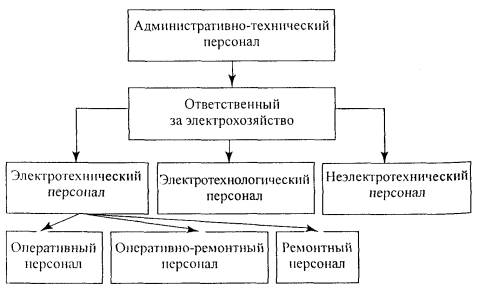 Административно-технический
персонал
Ответственный
за электрохозяйство
Электротехнический
персонал
Электротехнологический
персонал
Неэлектротехнический
персонал
Оперативный
персонал
Оперативно-ремонтный
персонал
Ремонтный
персонал